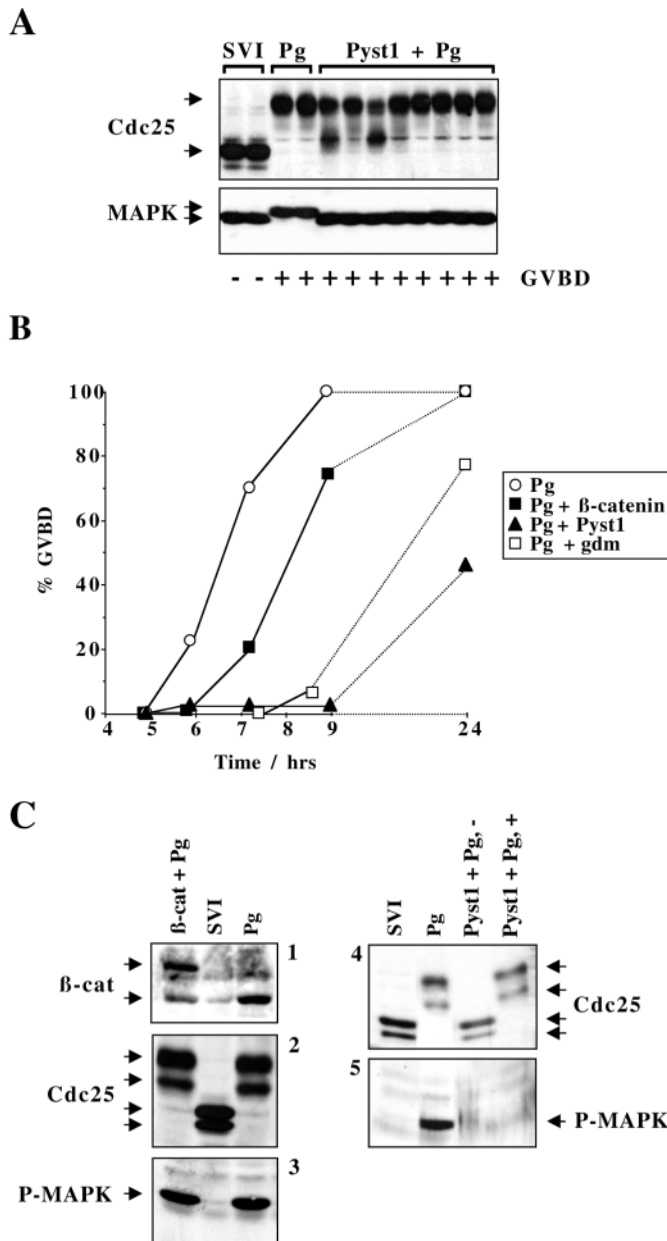 A
SVI Pg Pyst1 + Pg
Cdc25
MAPK
- - + + + + + + + + + + GVBD
B
100
80
60
40
20
0
% GVBD
4 5 6 7 8 9 24
Time / hrs
Pg
Pg + ß-catenin
Pg + Pyst1
Pg + gdm
C
ß-cat + Pg
SVI
Pg
1
ß-cat
2
Cdc25
3
P-MAPK
SVI
Pg
Pyst1 + Pg, -
Pyst1 + Pg, +
4
Cdc25
5
P-MAPK